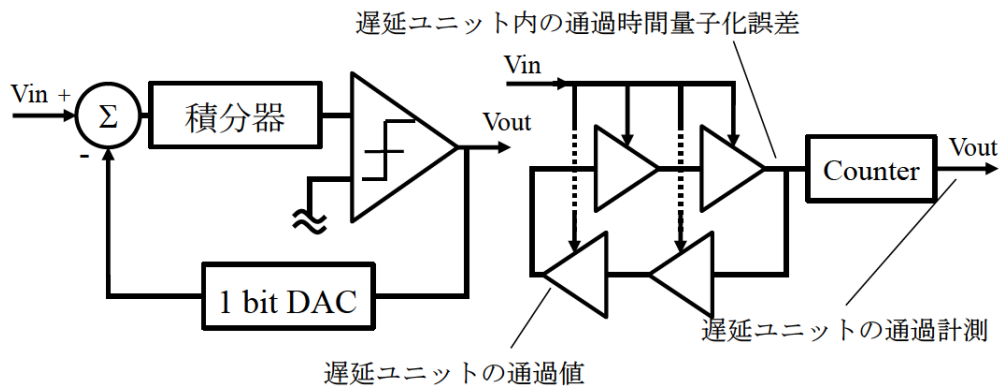 遅延ユニット内の通過時間量子化誤差
Vin +
Σ
-
積分器
Vout
1 bit DAC
Vin
Counter
Vout
遅延ユニットの通過計測
遅延ユニットの通過値